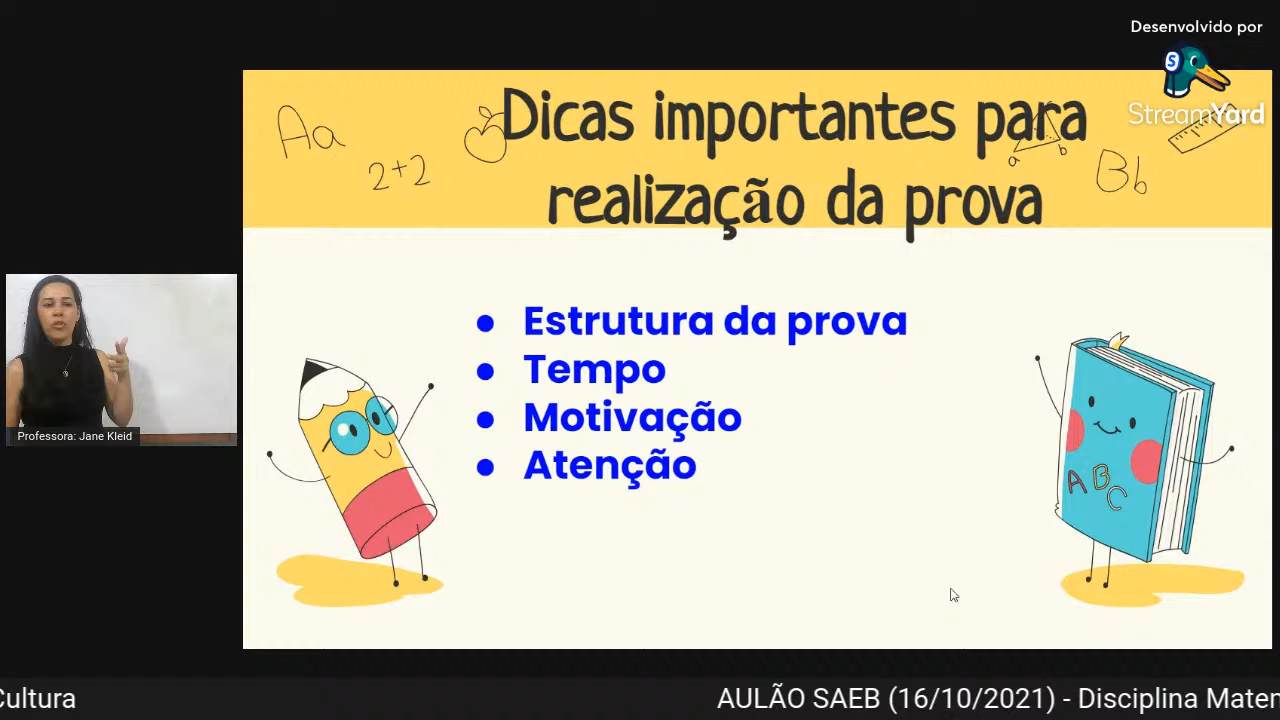 Desenvolvido por
S
StreamYard
Aa
2+2
a
b
Bb
Dicas importantes para
realização da prova
● Estrutura da prova
● Tempo
● Motivação
● Atenção
ABC
Professora: Jane Kleid
Cultura
AULÃO SAEB (16/10/2021) - Disciplina Mater